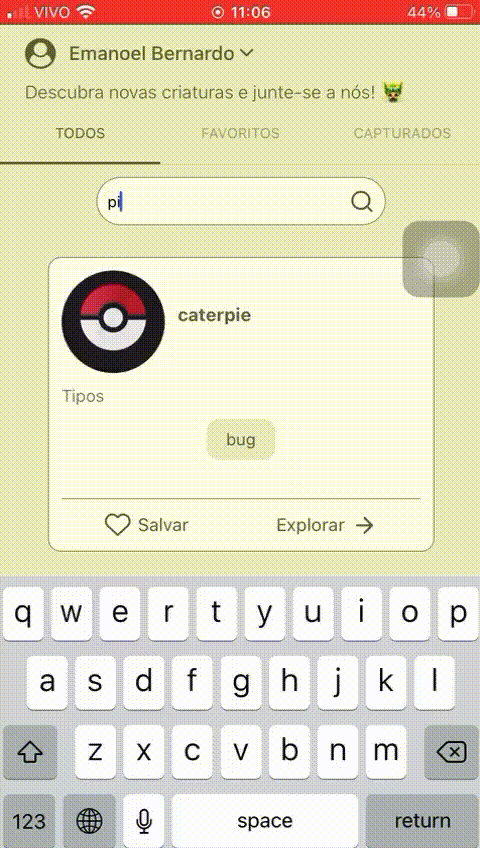 VIVO 11:06 44%
Emanoel Bernardo
Descubra novas criaturas e junte-se a nós!
TODOS FAVORITOS CAPTURADOS
pi
caterpie
Tipos
bug
Salvar Explorar
q w e r t y u i o p
a s d f g h j k l
z x c v b n m
123 space return